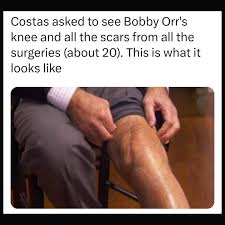 Costas asked to see Bobby Orr's
knee and all the scars from all the
surgeries (about 20). This is what it
looks like